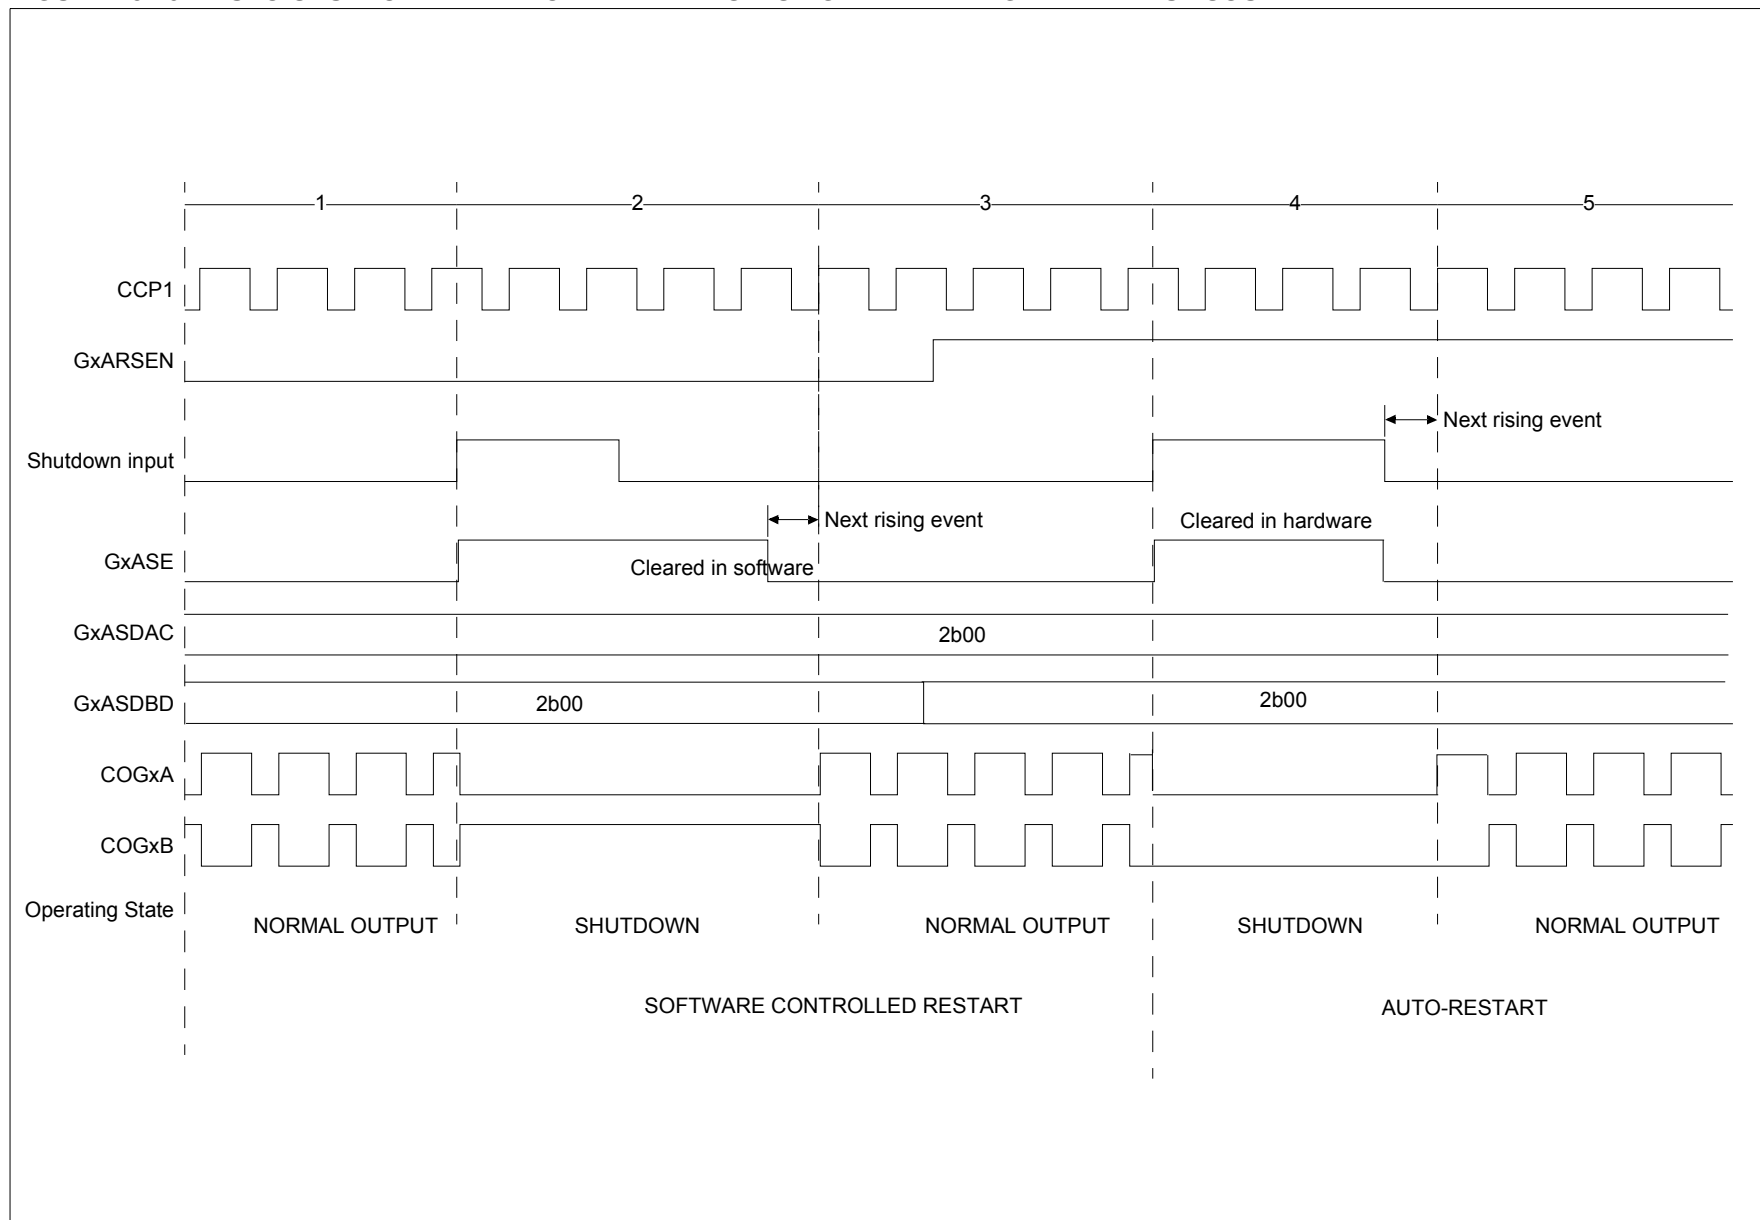 1 2 3 4 5
CCP1
GxARSEN
Next rising event
Shutdown input
Next rising event
Cleared in hardware
GxASE
Cleared in software
GxASDAC
2b00
GxASDBD
2b00
2b00
COGxA
COGxB
Operating State
NORMAL OUTPUT
SHUTDOWN
NORMAL OUTPUT
SHUTDOWN
NORMAL OUTPUT
SOFTWARE CONTROLLED RESTART
AUTO-RESTART